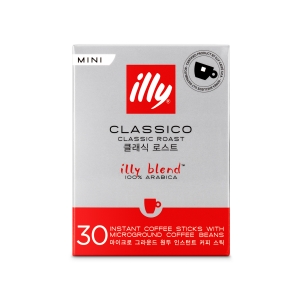 MINI
illy
CLASSICO
CLASSIC ROAST
클래식 로스트
illy blend™
100% ARABICA
30 INSTANT COFFEE STICKS WITH
MICROGROUND COFFEE BEANS
마이크로 그라운드 원두 인스턴트 커피 스틱